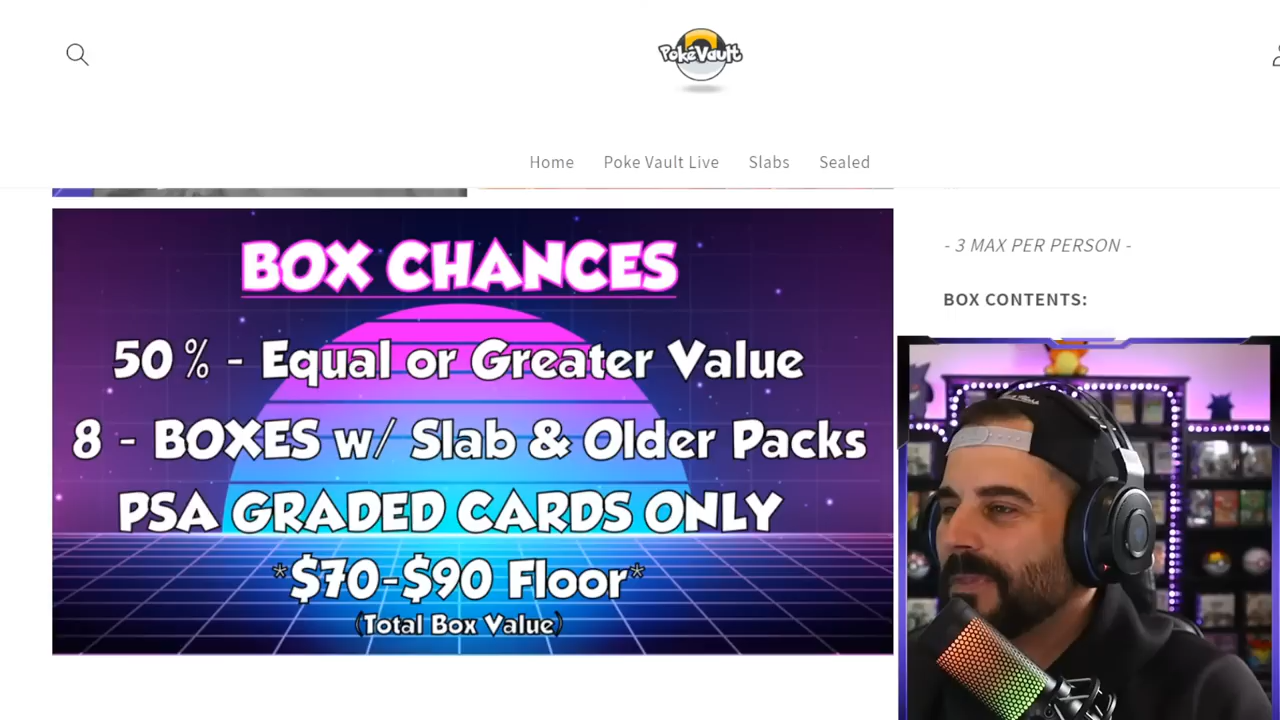 PokéVault
Home Poke Vault Live Slabs Sealed
- 3 MAX PER PERSON -
BOX CONTENTS:
BOX CHANCES
50% - Equal or Greater Value
8 - BOXES w/ Slab & Older Packs
PSA GRADED CARDS ONLY
*$70-$90 Floor*
(Total Box Value)